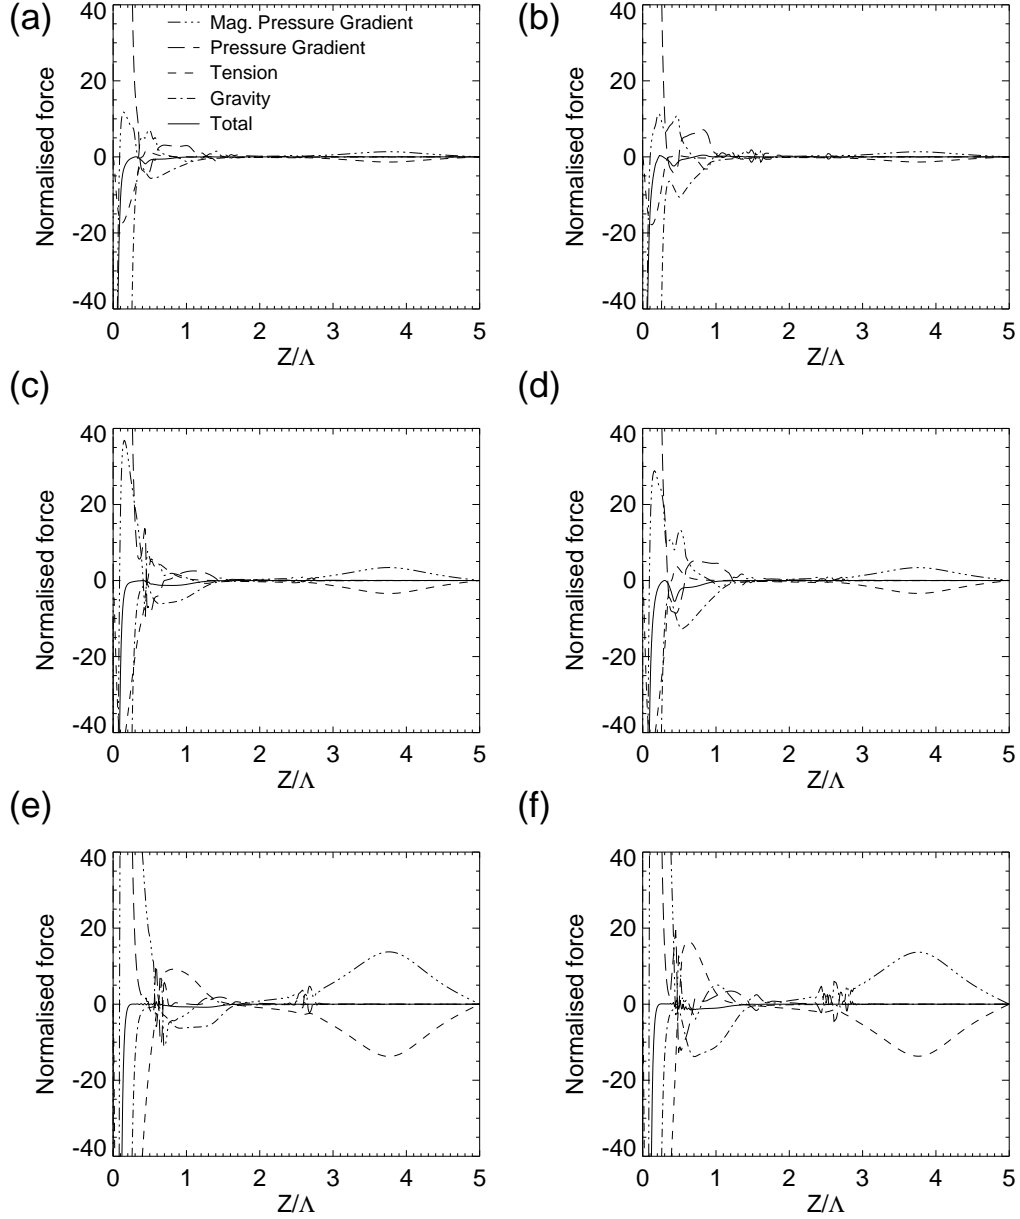 (a)
Mag. Pressure Gradient
Pressure Gradient
Tension
Gravity
Total
Normalised force
40
20
0
-20
-40
0 1 2 3 4 5
Z/Λ
(b)
Normalised force
40
20
0
-20
-40
0 1 2 3 4 5
Z/Λ
(c)
Normalised force
40
20
0
-20
-40
0 1 2 3 4 5
Z/Λ
(d)
Normalised force
40
20
0
-20
-40
0 1 2 3 4 5
Z/Λ
(e)
Normalised force
40
20
0
-20
-40
0 1 2 3 4 5
Z/Λ
(f)
Normalised force
40
20
0
-20
-40
0 1 2 3 4 5
Z/Λ